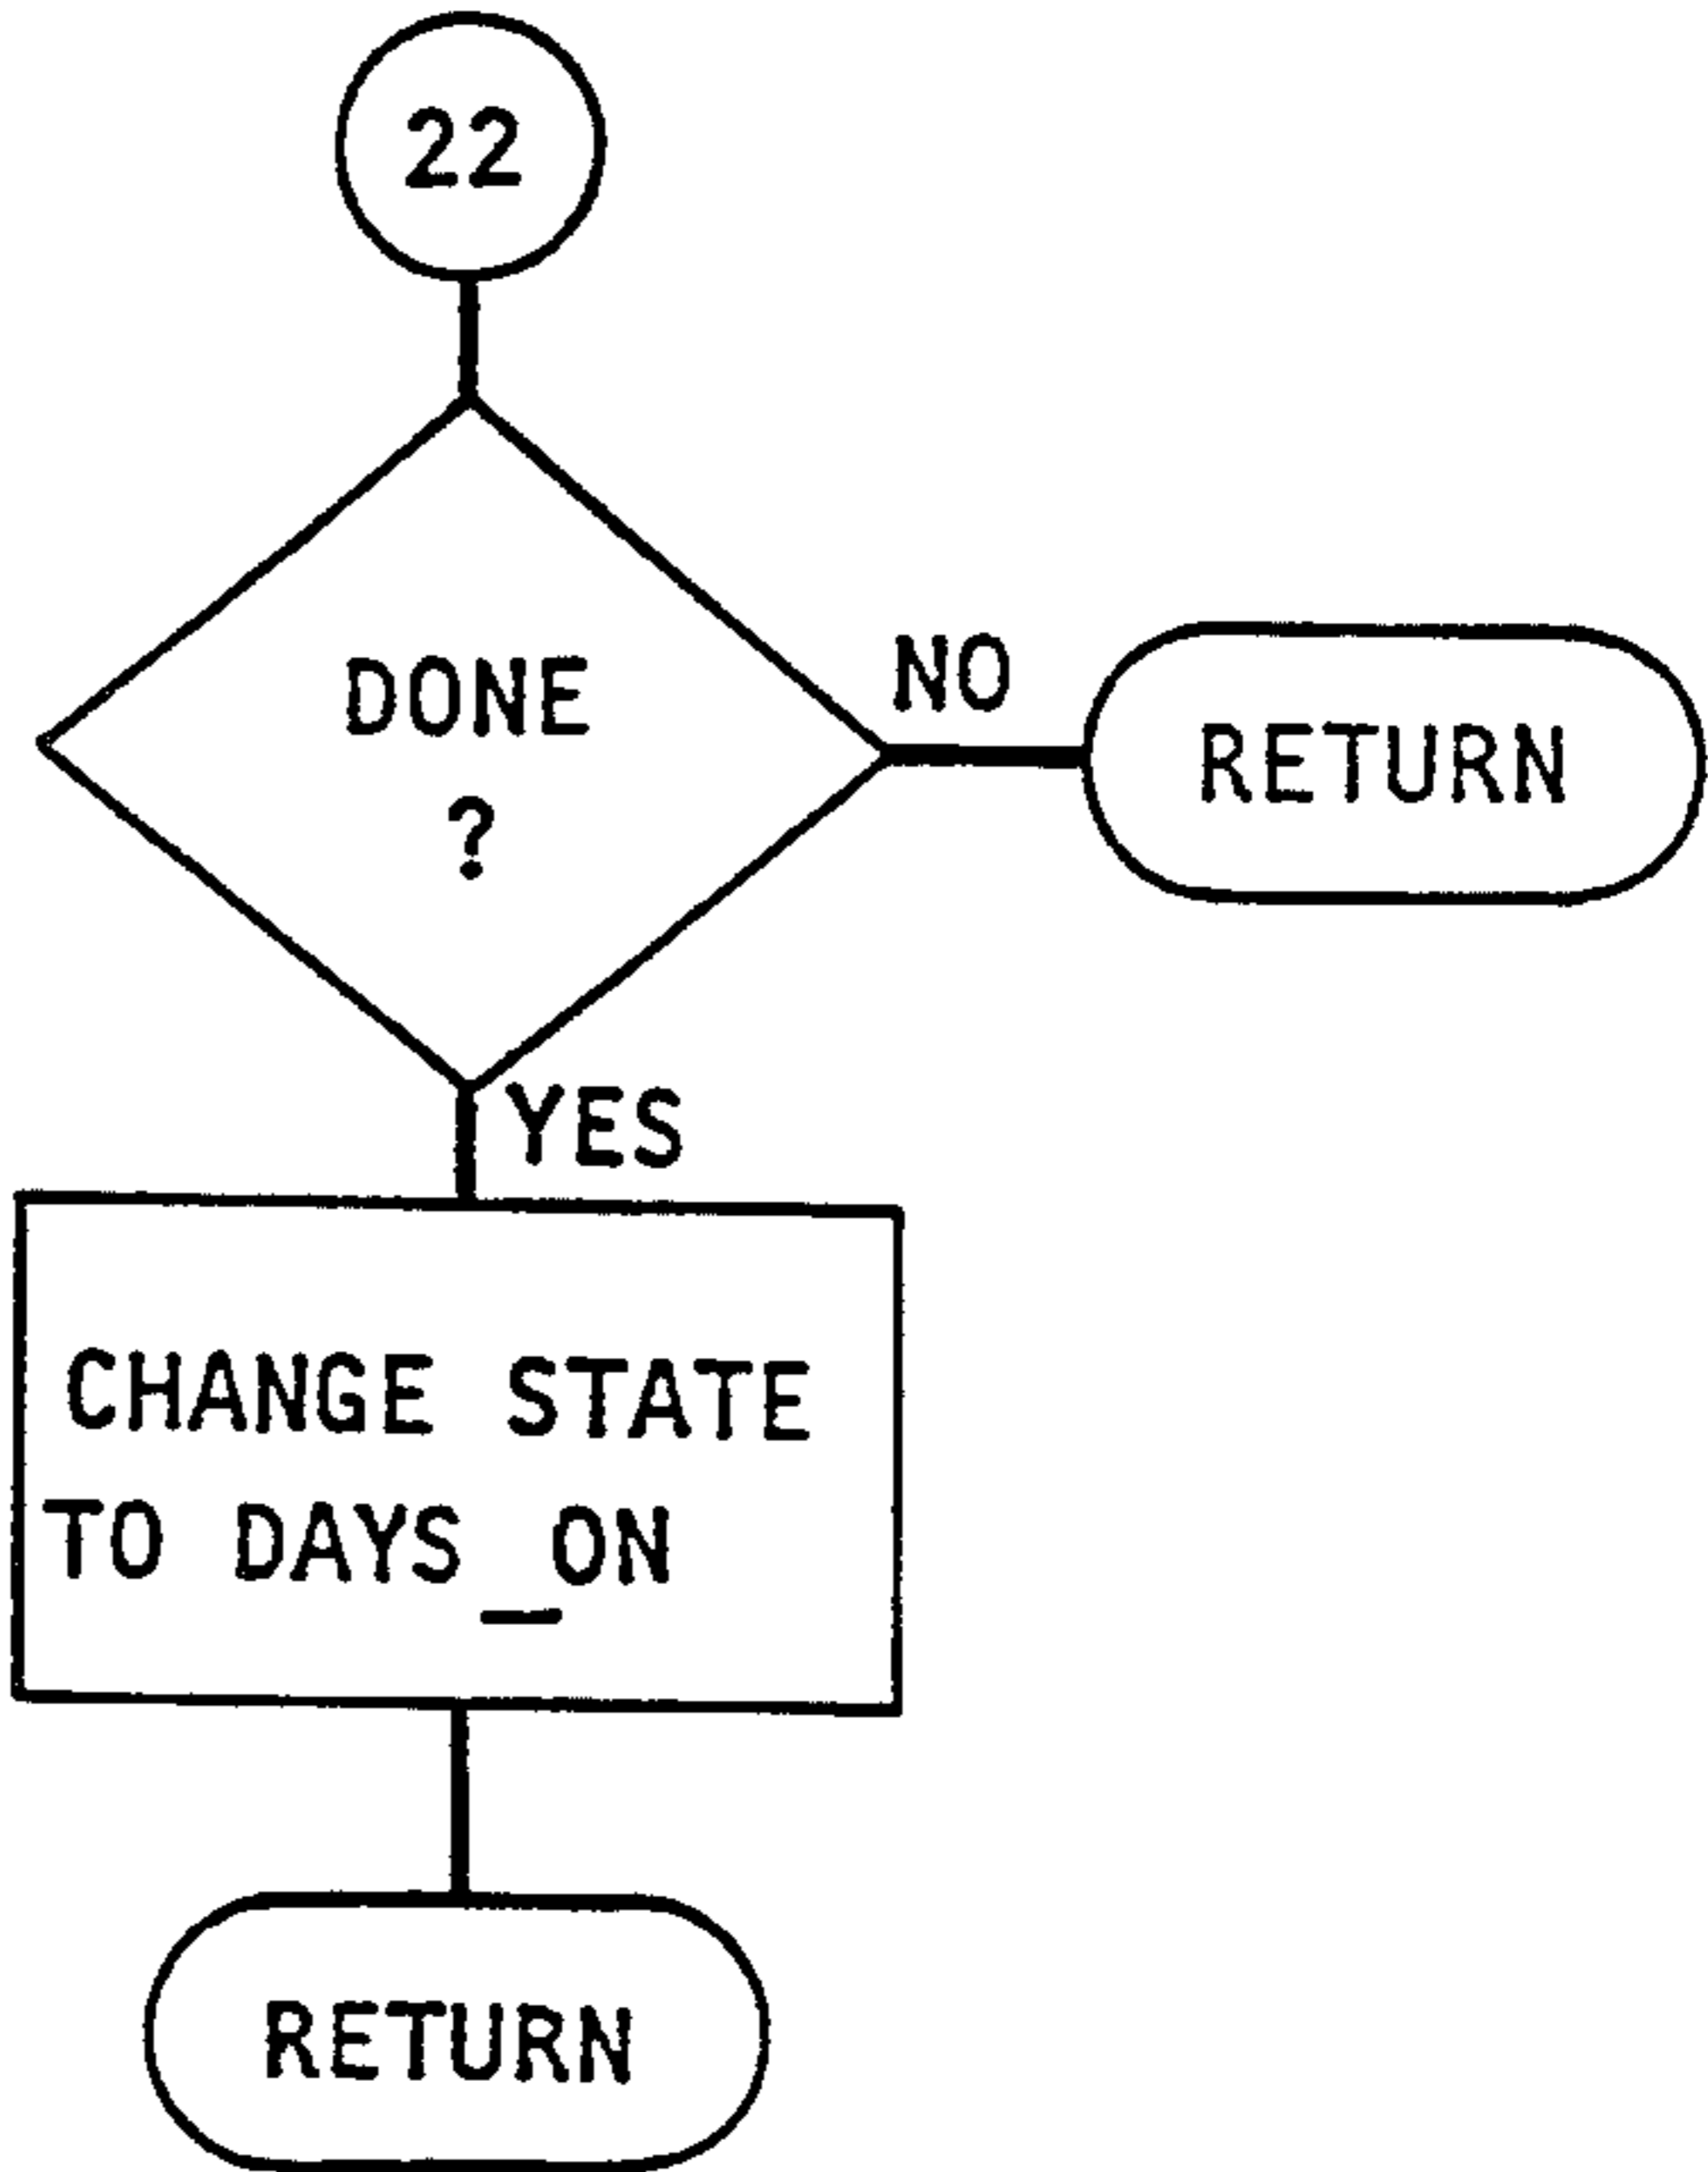 22
DONE
?
NO
RETURN
YES
CHANGE STATE
TO DAYS_ON
RETURN